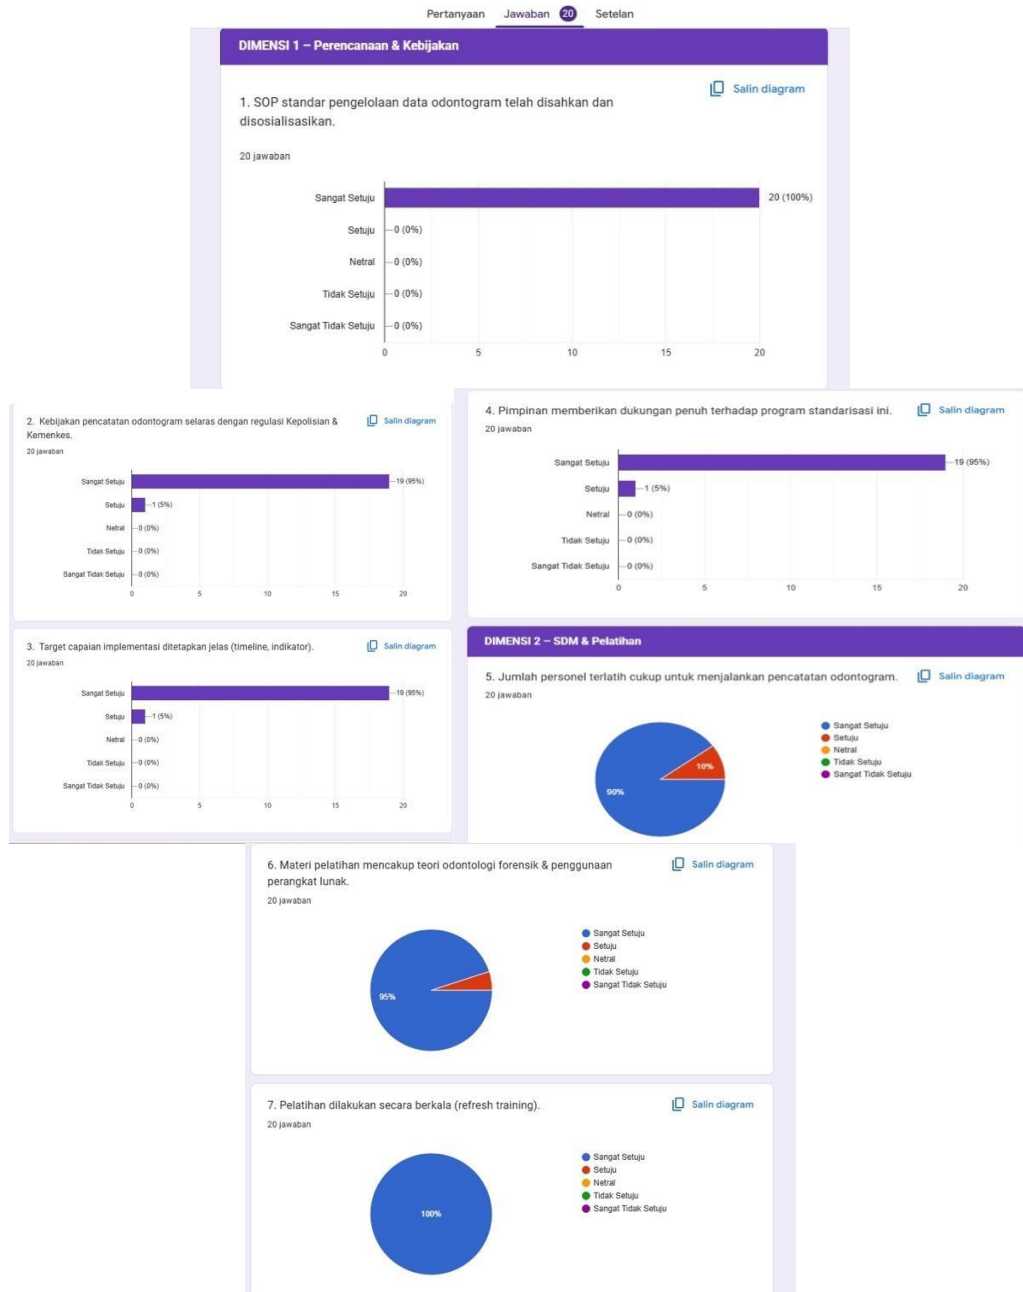 Pertanyaan Jawaban 20 Setelan
DIMENSI 1 – Perencanaan & Kebijakan
Salin diagram
1. SOP standar pengelolaan data odontogram telah disahkan dan
disosialisasikan.
20 jawaban
Sangat Setuju 20 (100%)
Setuju 0 (0%)
Netral 0 (0%)
Tidak Setuju 0 (0%)
Sangat Tidak Setuju 0 (0%)
0 5 10 15 20
2. Kebijakan pencatatan odontogram selaras dengan regulasi Kepolisian &
Kemenkes.
Salin diagram
20 jawaban
Sangat Setuju 19 (95%)
Setuju 1 (5%)
Netral 0 (0%)
Tidak Setuju 0 (0%)
Sangat Tidak Setuju 0 (0%)
0 5 10 15 20
3. Target capaian implementasi ditetapkan jelas (timeline, indikator).
Salin diagram
20 jawaban
Sangat Setuju 19 (95%)
Setuju 1 (5%)
Netral 0 (0%)
Tidak Setuju 0 (0%)
Sangat Tidak Setuju 0 (0%)
0 5 10 15 20
4. Pimpinan memberikan dukungan penuh terhadap program standarisasi ini.
Salin diagram
20 jawaban
Sangat Setuju 19 (95%)
Setuju 1 (5%)
Netral 0 (0%)
Tidak Setuju 0 (0%)
Sangat Tidak Setuju 0 (0%)
0 5 10 15 20
DIMENSI 2 – SDM & Pelatihan
5. Jumlah personel terlatih cukup untuk menjalankan pencatatan odontogram.
Salin diagram
20 jawaban
90%
10%
Sangat Setuju
Setuju
Netral
Tidak Setuju
Sangat Tidak Setuju
6. Materi pelatihan mencakup teori odontologi forensik & penggunaan
perangkat lunak.
Salin diagram
20 jawaban
95%
Sangat Setuju
Setuju
Netral
Tidak Setuju
Sangat Tidak Setuju
7. Pelatihan dilakukan secara berkala (refresh training).
Salin diagram
20 jawaban
100%
Sangat Setuju
Setuju
Netral
Tidak Setuju
Sangat Tidak Setuju